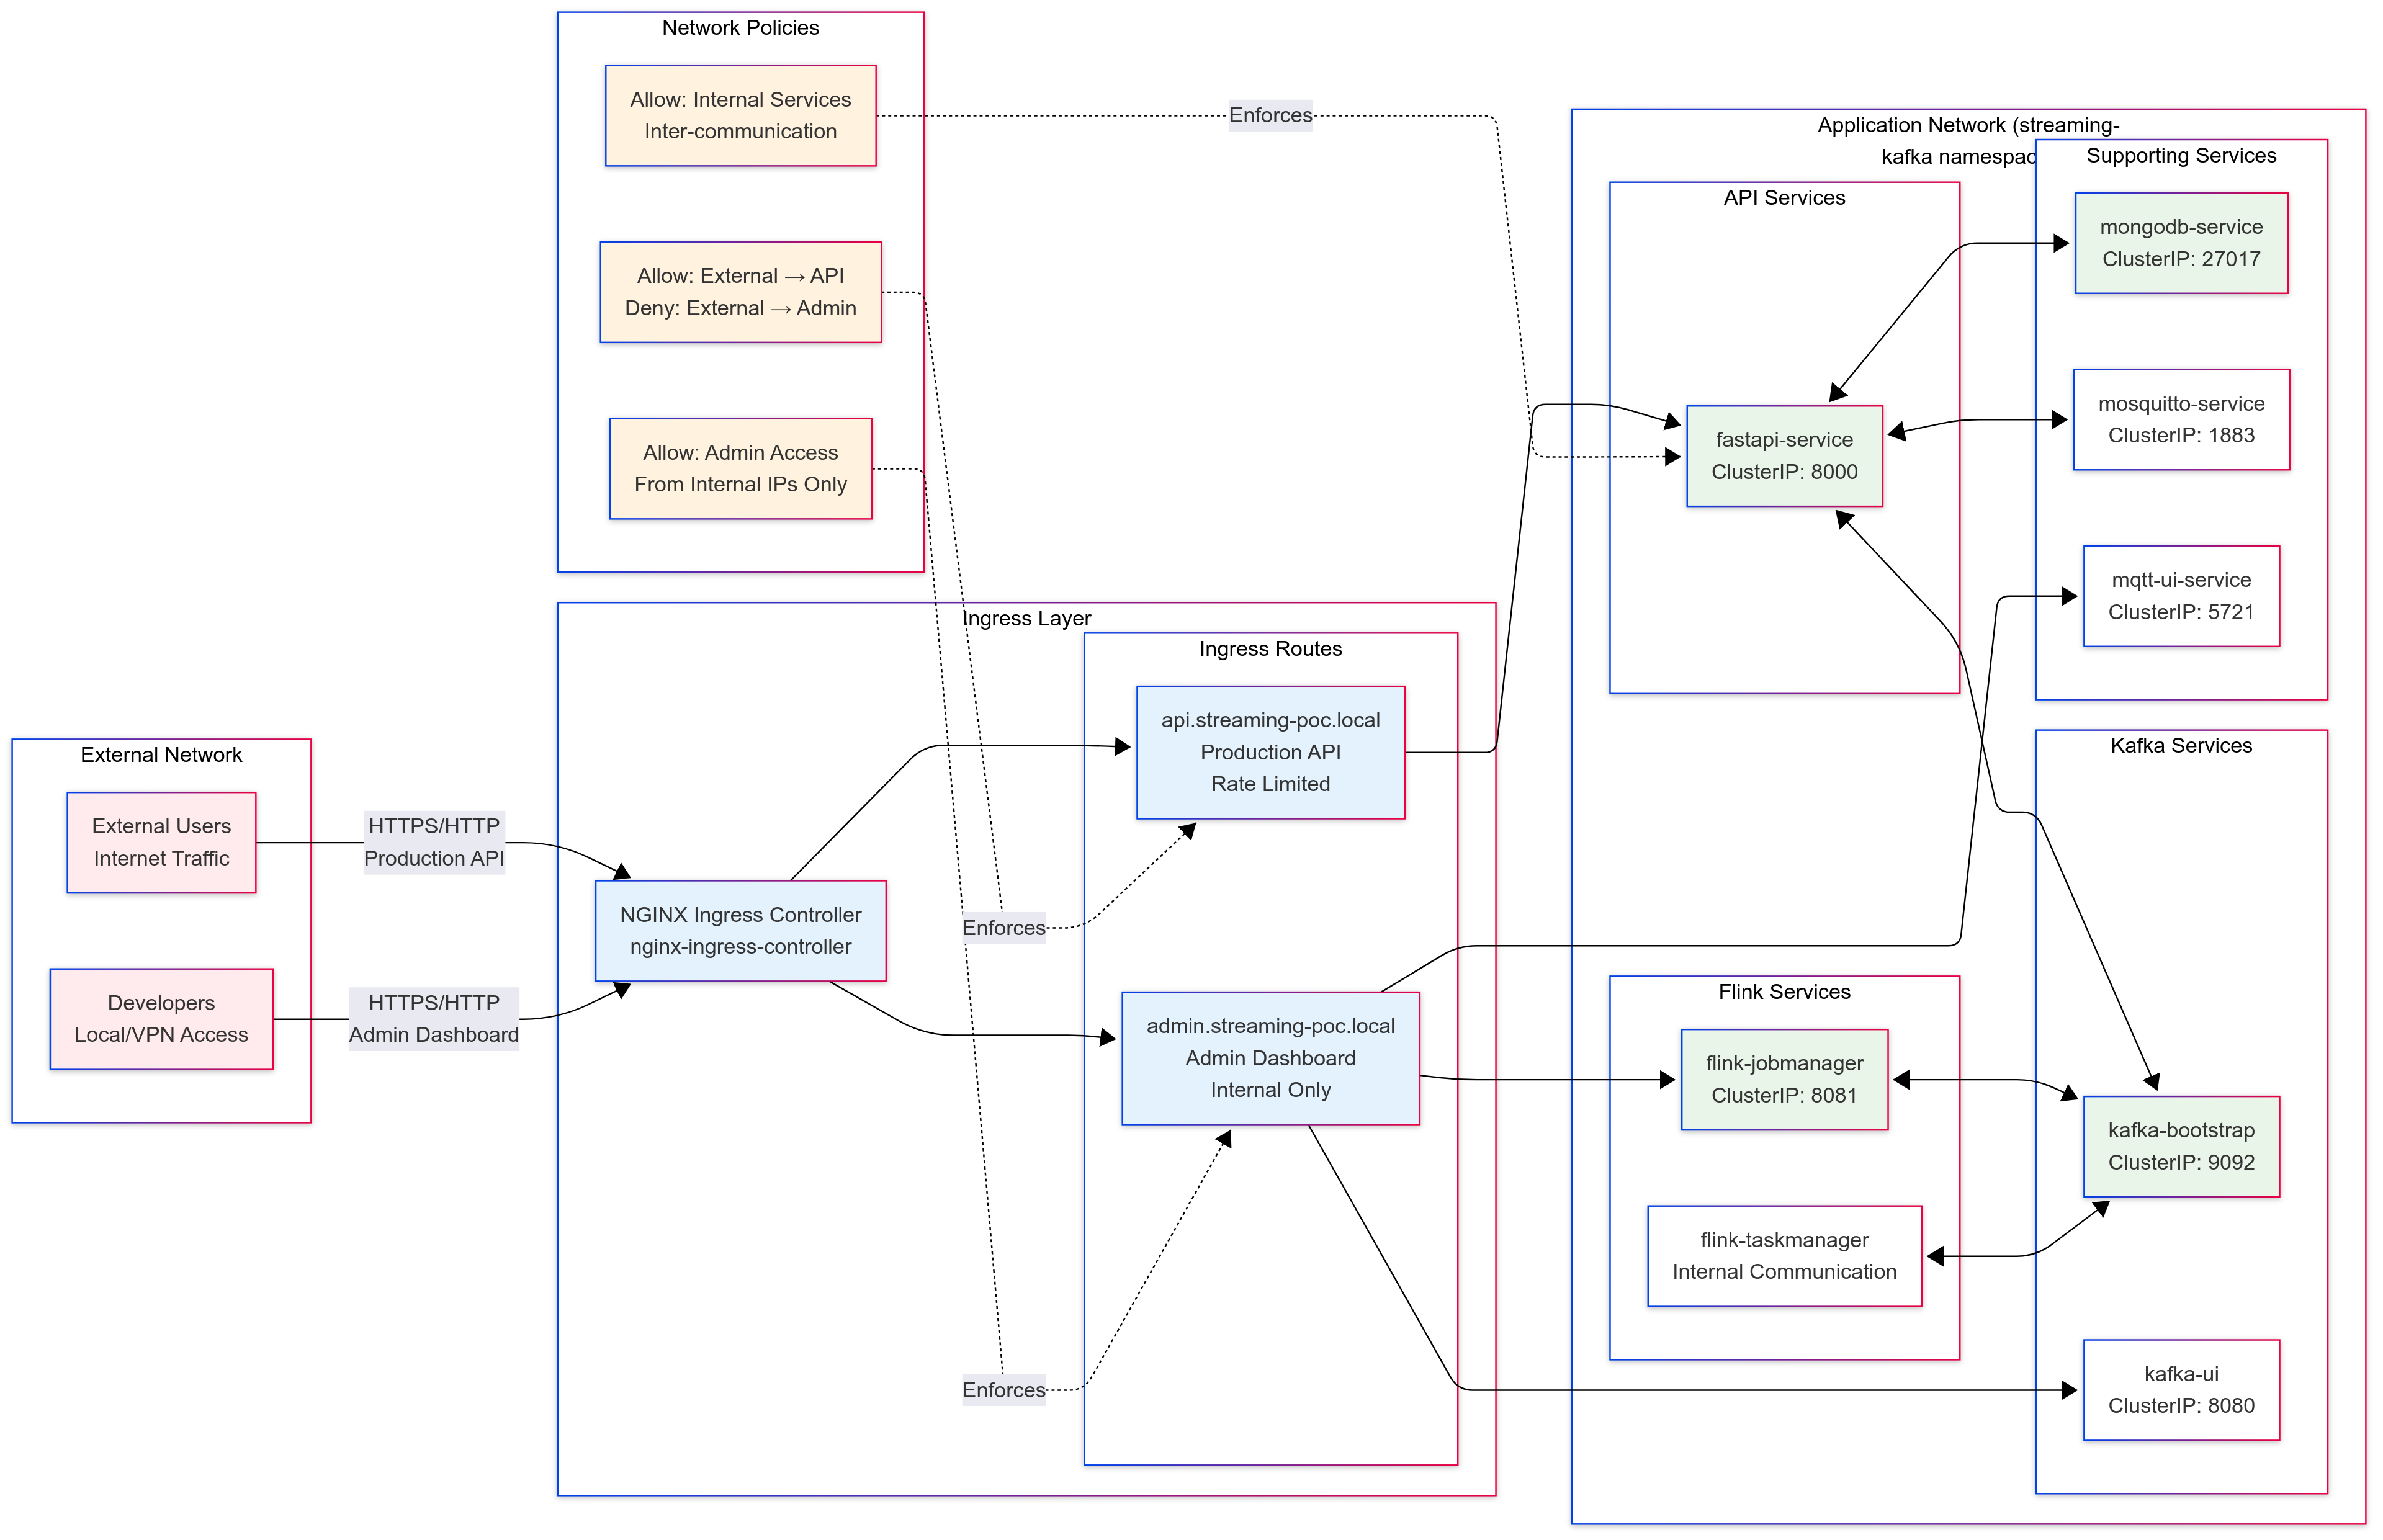 Network Policies
Allow: Internal Services
Inter-communication
Allow: External → API
Deny: External → Admin
Allow: Admin Access
From Internal IPs Only
Enforces
External Network
External Users
Internet Traffic
Developers
Local/VPN Access
HTTPS/HTTP
Production API
HTTPS/HTTP
Admin Dashboard
Ingress Layer
NGINX Ingress Controller
nginx-ingress-controller
Enforces
Enforces
Ingress Routes
api.streaming-poc.local
Production API
Rate Limited
admin.streaming-poc.local
Admin Dashboard
Internal Only
Application Network (streaming-
kafka namespac
API Services
fastapi-service
ClusterIP: 8000
Supporting Services
mongodb-service
ClusterIP: 27017
mosquitto-service
ClusterIP: 1883
mqtt-ui-service
ClusterIP: 5721
Flink Services
flink-jobmanager
ClusterIP: 8081
flink-taskmanager
Internal Communication
Kafka Services
kafka-bootstrap
ClusterIP: 9092
kafka-ui
ClusterIP: 8080